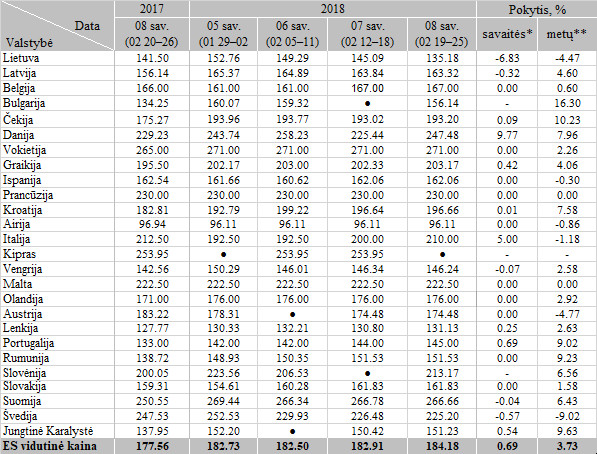 Data
Valstybė
2017
2018
Pokytis, %
08 sav. (02 20–26)
05 sav. (01 29–02
06 sav. (02 05–11)
07 sav. (02 12–18)
08 sav. (02 19–25)
savaitės*
metų**
Lietuva 141.50 152.76 149.29 145.09 135.18 -6.83 -4.47
Latvija 156.14 165.37 164.89 163.84 163.32 -0.32 4.60
Belgija 166.00 161.00 161.00 167.00 167.00 0.00 0.60
Bulgarija 134.25 160.07 159.32 ● 156.14 - 16.30
Čekija 175.27 193.96 193.77 193.02 193.20 0.09 10.23
Danija 229.23 243.74 258.23 225.44 247.48 9.77 7.96
Vokietija 265.00 271.00 271.00 271.00 271.00 0.00 2.26
Graikija 195.50 202.17 203.00 202.33 203.17 0.42 4.06
Ispanija 162.54 161.66 160.62 162.06 162.06 0.00 -0.30
Prancūzija 230.00 230.00 230.00 230.00 230.00 0.00 0.00
Kroatija 182.81 192.79 199.22 196.64 196.66 0.01 7.58
Airija 96.94 96.11 96.11 96.11 96.11 0.00 -0.86
Italija 212.50 192.50 192.50 200.00 210.00 5.00 -1.18
Kipras 253.95 ● 253.95 253.95 ● - -
Vengrija 142.56 150.29 146.01 146.34 146.24 -0.07 2.58
Malta 222.50 222.50 222.50 222.50 222.50 0.00 0.00
Olandija 171.00 176.00 176.00 176.00 176.00 0.00 2.92
Austrija 183.22 178.31 ● 174.48 174.48 0.00 -4.77
Lenkija 127.77 130.33 132.21 130.80 131.13 0.25 2.63
Portugalija 133.00 142.00 142.00 144.00 145.00 0.69 9.02
Rumunija 138.72 148.93 150.35 151.53 151.53 0.00 9.23
Slovėnija 200.05 223.56 206.53 ● 213.17 - 6.56
Slovakija 159.31 154.61 160.28 161.83 161.83 0.00 1.58
Suomija 250.55 269.44 266.34 266.78 266.66 -0.04 6.43
Švedija 247.53 252.53 229.93 226.48 225.20 -0.57 -9.02
Jungtinė Karalystė 137.95 152.20 ● 150.42 151.23 0.54 9.63
ES vidutinė kaina 177.56 182.73 182.50 182.91 184.18 0.69 3.73